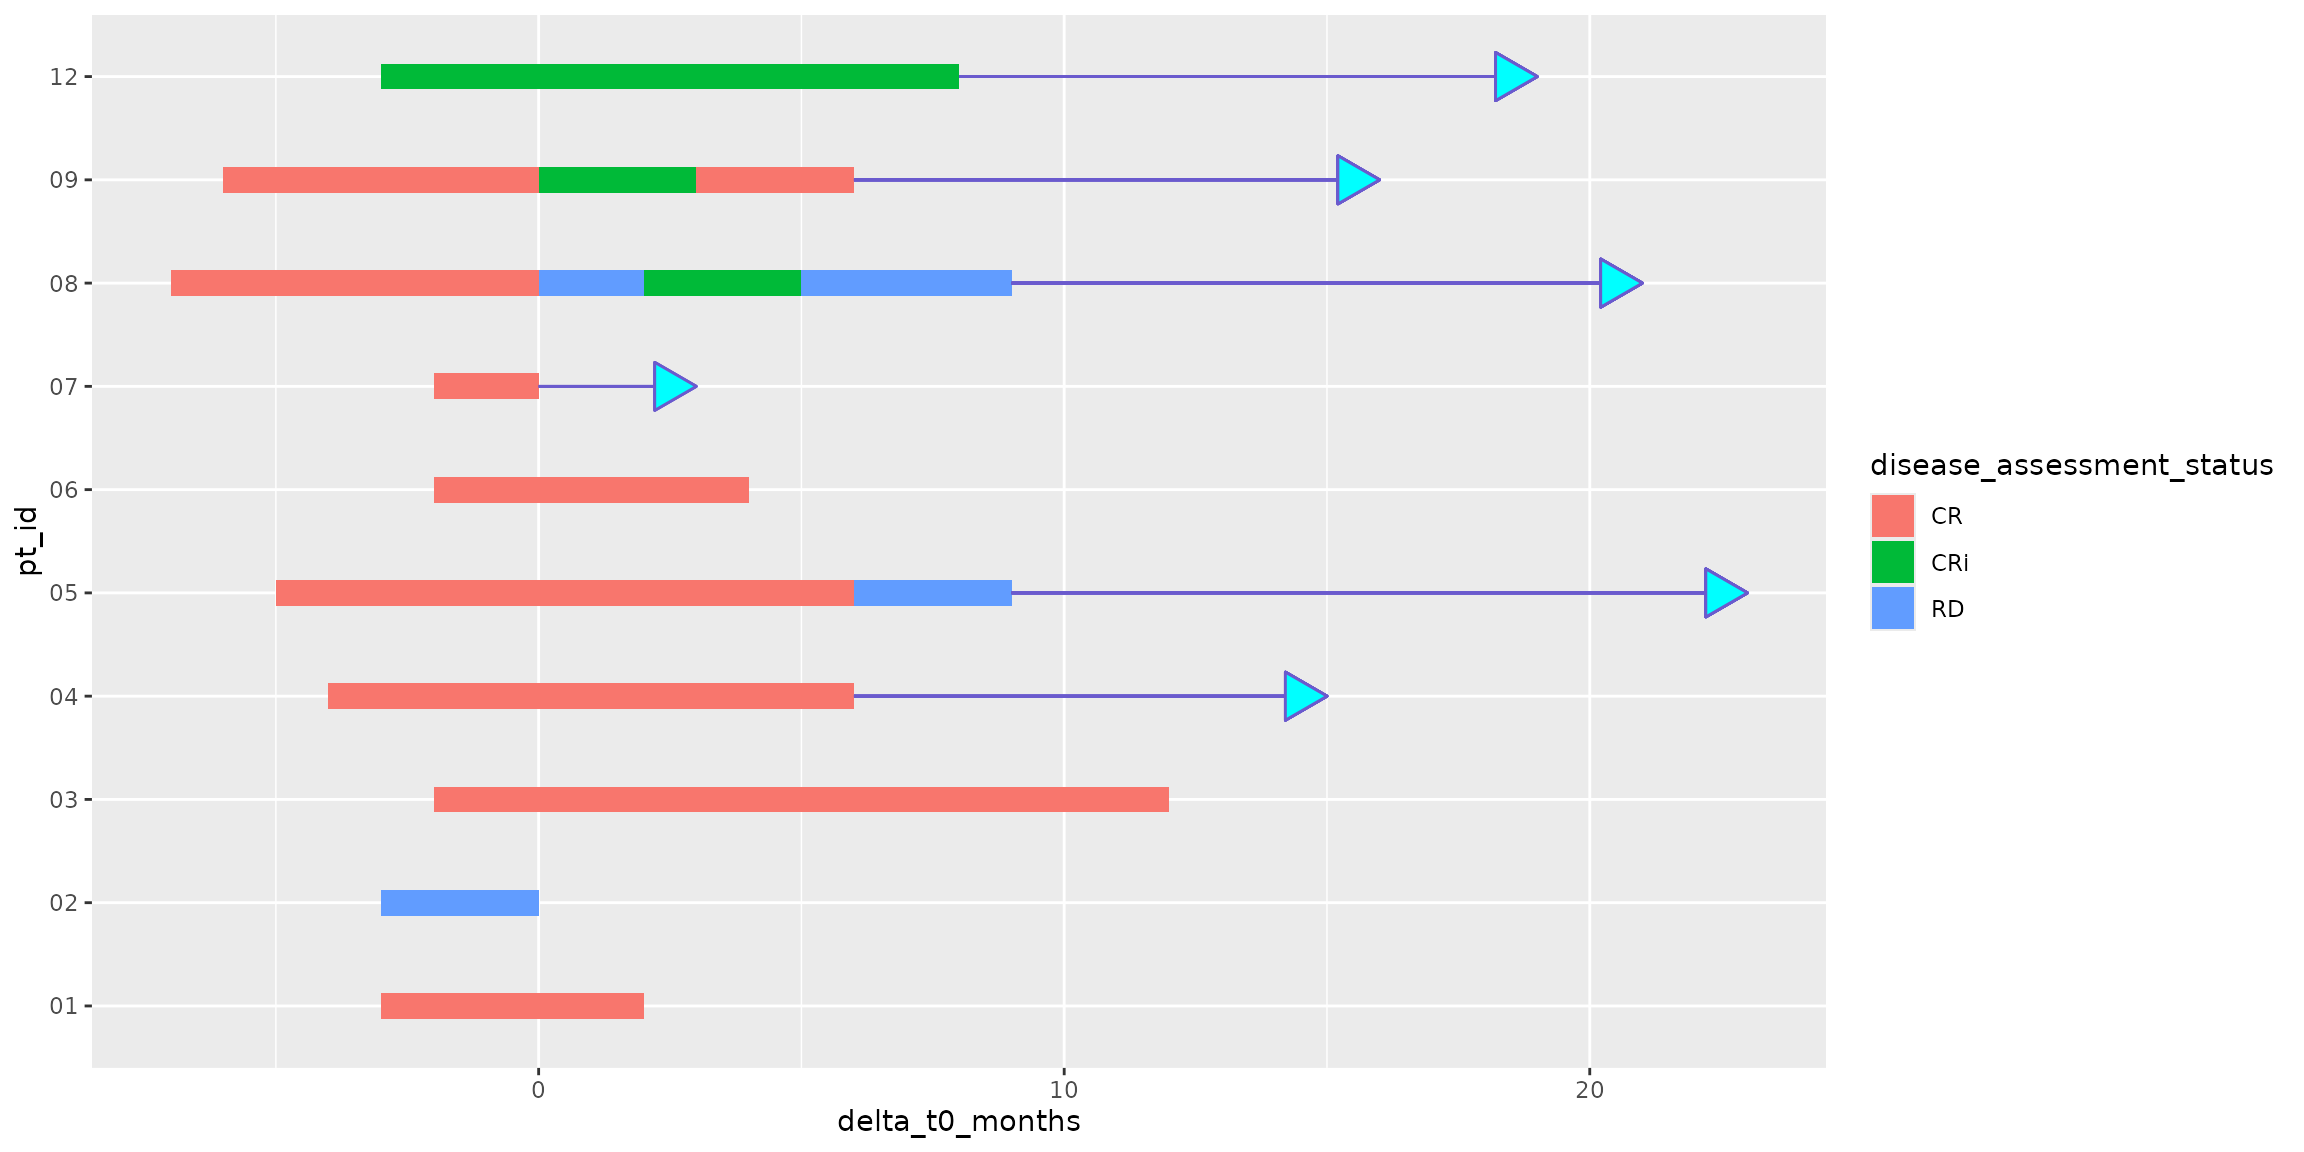 12
09
08
07
06
05
04
03
02
01
pt_id
0 10 20
delta_t0_months
disease_assessment_status
CR
CRi
RD